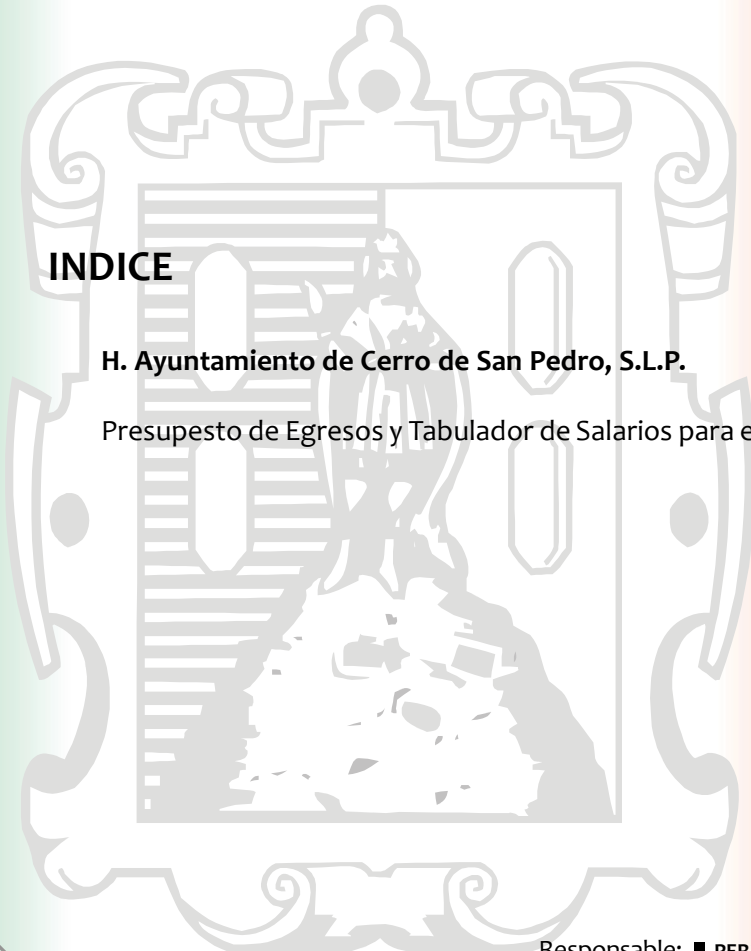 INDICE
H. Ayuntamiento de Cerro de San Pedro, S.L.P.
Presupesto de Egresos y Tabulador de Salarios para
Responsable: